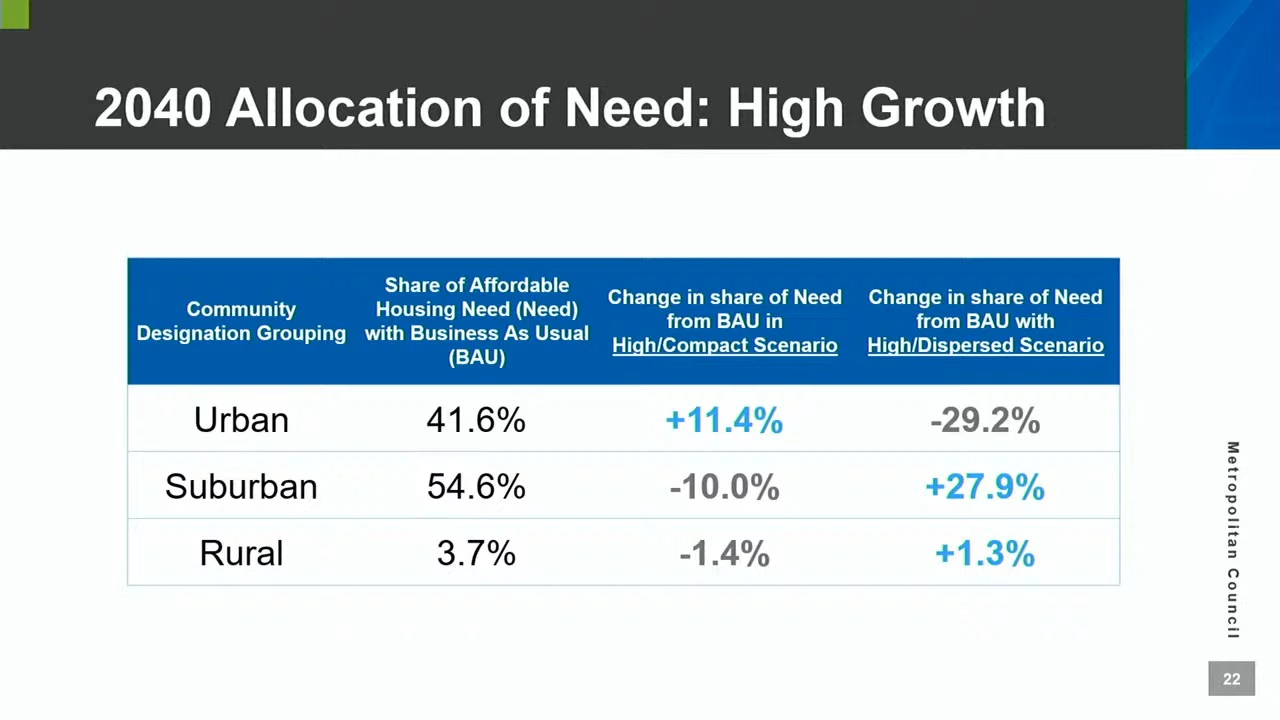 2040 Allocation of Need: High Growth
Community
Designation Grouping
Share of Affordable
Housing Need (Need)
with Business As Usual
(BAU)
Change in share of Need
from BAU in
High/Compact Scenario
Change in share of Need
from BAU with
High/Dispersed Scenario
Urban 41.6% +11.4% -29.2%
Suburban 54.6% -10.0% +27.9%
Rural 3.7% -1.4% +1.3%
Metropolitan Council
22